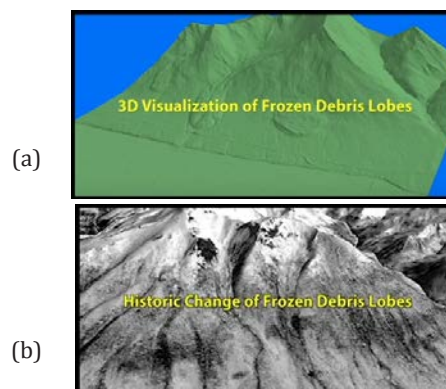 3D Visualization of Frozen Debris Lobes
(a)
Historic Change of Frozen Debris Lobes
(b)